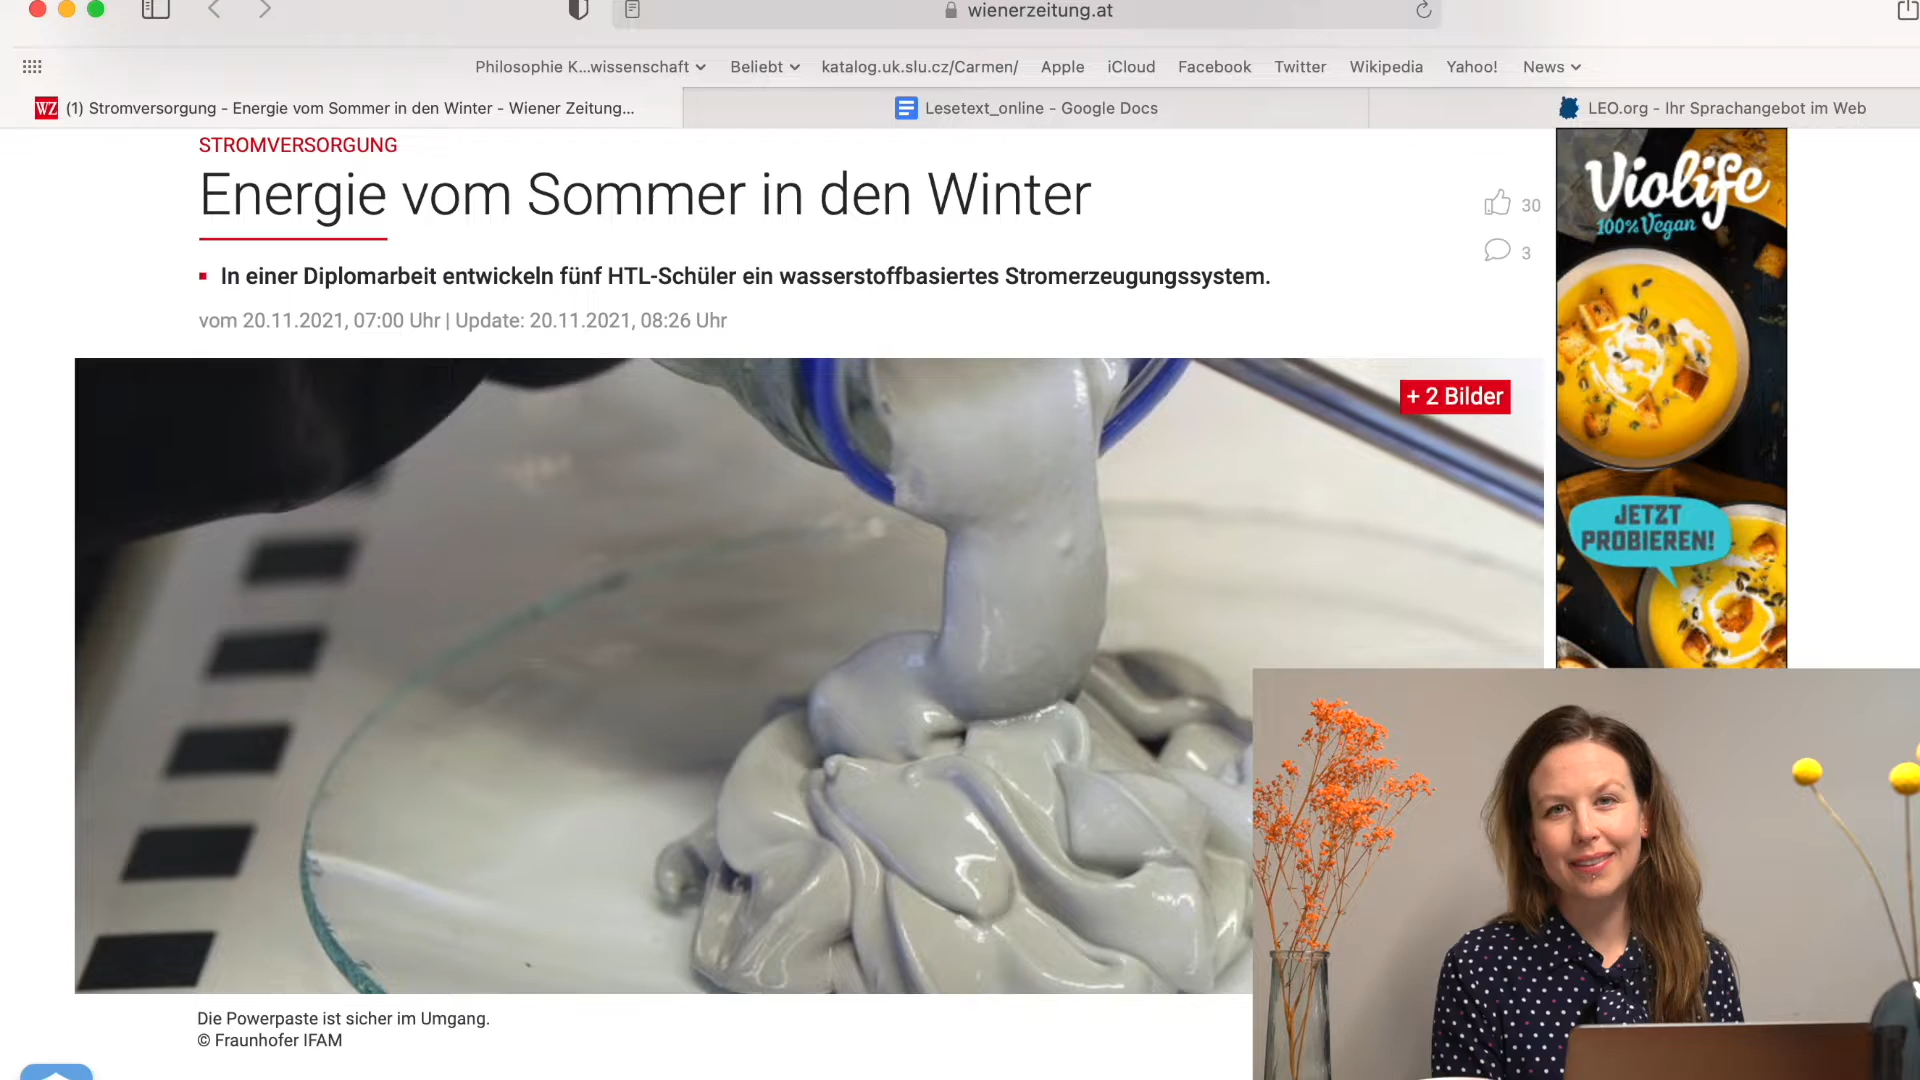 wienerzeitung.at
Philosophie K...wissenschaft Beliebt katalog.uk.slu.cz/Carmen/ Apple iCloud Facebook Twitter Wikipedia Yahoo! News
WZ (1) Stromversorgung - Energie vom Sommer in den Winter - Wiener Zeitung... Lesetext_online - Google Docs LEO.org - Ihr Sprachangebot im Web
STROMVERSORGUNG
Energie vom Sommer in den Winter
30
3
In einer Diplomarbeit entwickeln fünf HTL-Schüler ein wasserstoffbasiertes Stromerzeugungssystem.
vom 20.11.2021, 07:00 Uhr | Update: 20.11.2021, 08:26 Uhr
+ 2 Bilder
Violife
100% Vegan
JETZT
PROBIEREN!
Die Powerpaste ist sicher im Umgang.
© Fraunhofer IFAM